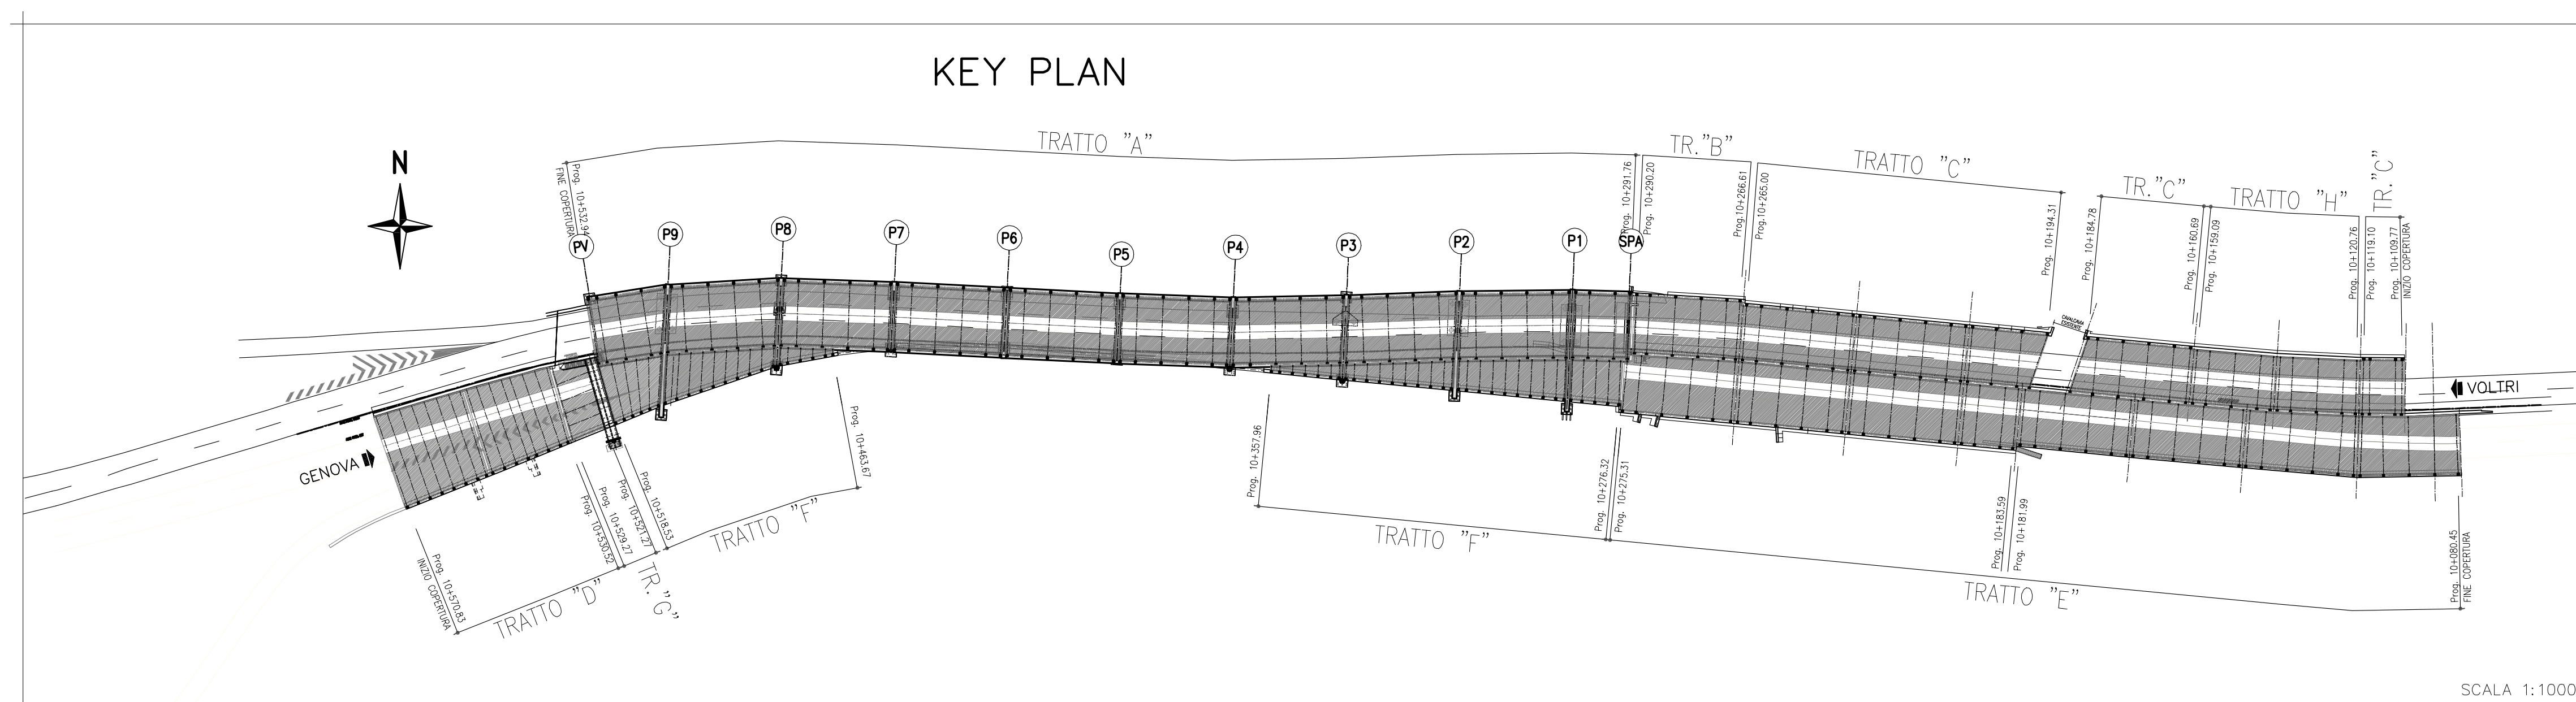 KEY PLAN
N
TRATTO "A"
TR."B"
TRATTO "C"
TR."C"
TRATTO "H"
TR."C"
Prog. 10+532.94
FINE COPERTURA
Prog. 10+291.76
Prog. 10+290.20
Prog.10+266.61
Prog.10+265.00
Prog. 10+194.31
Prog. 10+184.78
Prog. 10+160.69
Prog. 10+159.09
Prog. 10+120.76
Prog. 10+119.10
Prog. 10+109.77
INIZIO COPERTURA
PV
P9
P8
P7
P6
P5
P4
P3
P2
P1
SPA
CAVALCAVIA
ESISTENTE
VOLTRI
GENOVA
Prog. 10+570.83
INIZIO COPERTURA
Prog. 10+530.52
Prog. 10+529.27
Prog. 10+521.27
Prog. 10+518.53
Prog. 10+463.67
TRATTO "D"
TR."G"
TRATTO "F"
Prog. 10+357.96
Prog. 10+276.32
Prog. 10+275.31
Prog. 10+183.59
Prog. 10+181.99
Prog. 10+080.45
FINE COPERTURA
TRATTO "F"
TRATTO "E"
SCALA 1:1000